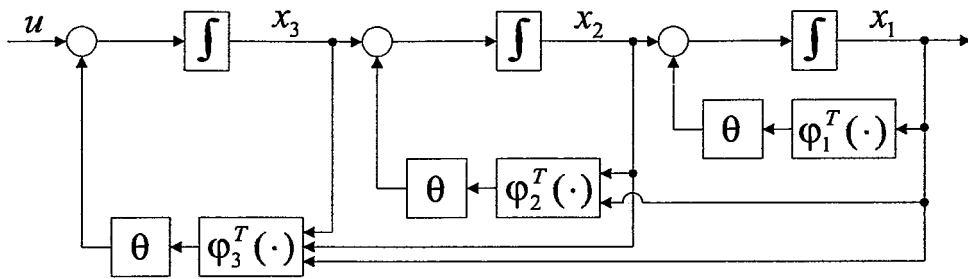 u ∫ x₃ ∫ x₂ ∫ x₁
θ φ₁ᵀ(·)
θ φ₂ᵀ(·)
θ φ₃ᵀ(·)